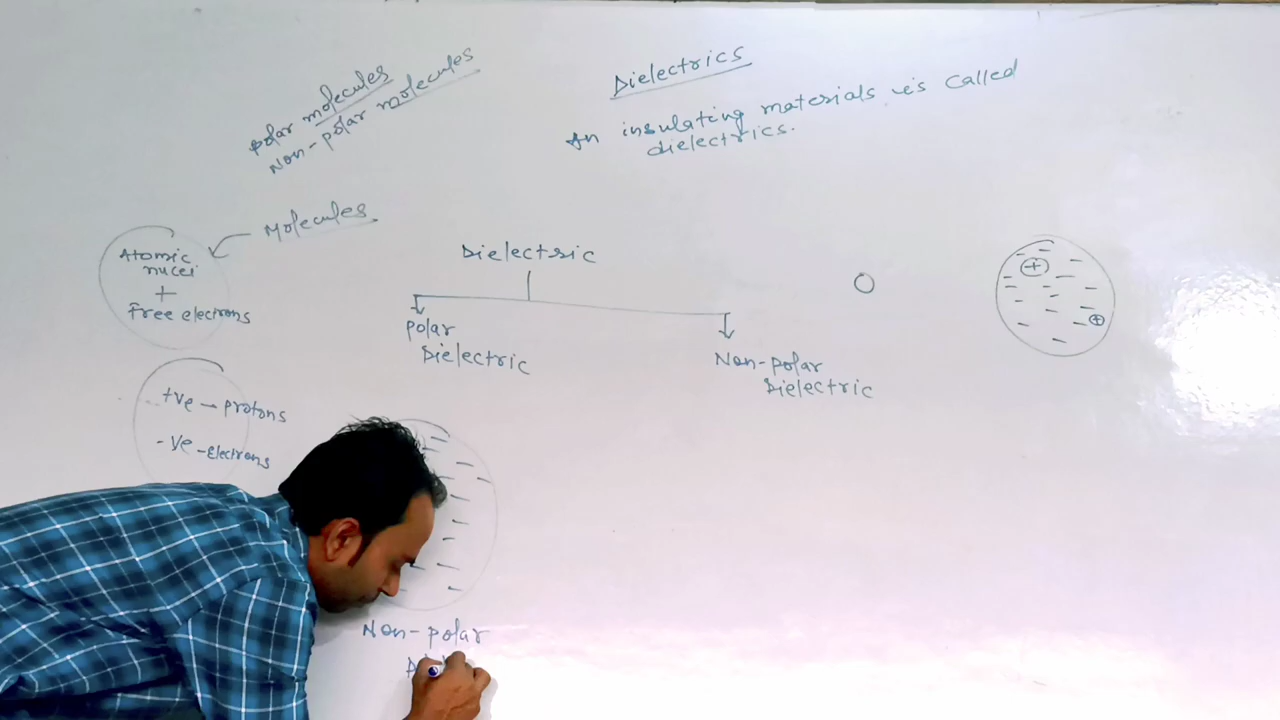 polar molecules
Non-polar molecules
Dielectrics
An insulating materials is called
dielectrics.
Molecules
Atomic
nucei
+
Free electrons
Dielectric
polar
Dielectric
Non-polar
Dielectric
+
+
+ve - protons
-ve - Electrons
Non-polar